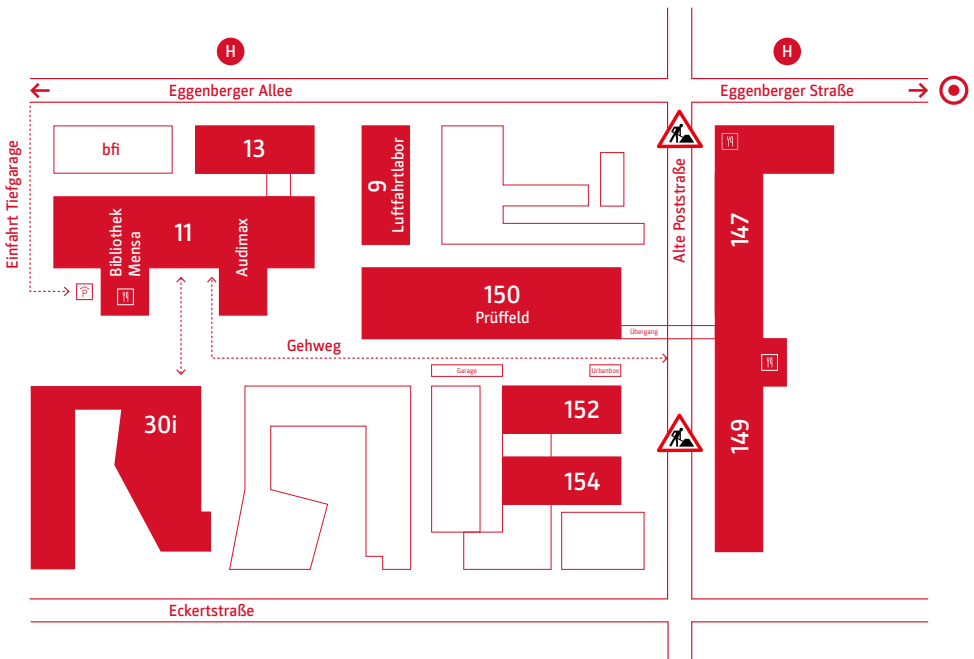 H
H
Eggenberger Allee
Eggenberger Straße
Einfahrt Tiefgarage
bfi
13
9
Luftfahrtlabor
Alte Poststraße
147
11
Bibliothek
Mensa
Audimax
P
150
Prüffeld
Übergang
Gehweg
Garage
Urbanbox
30i
152
149
154
Eckertstraße